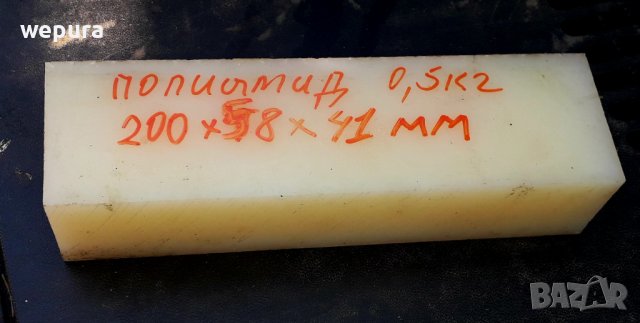 wepura
полиамид 0,5кг
200 x 58 x 41 мм
BAZAR